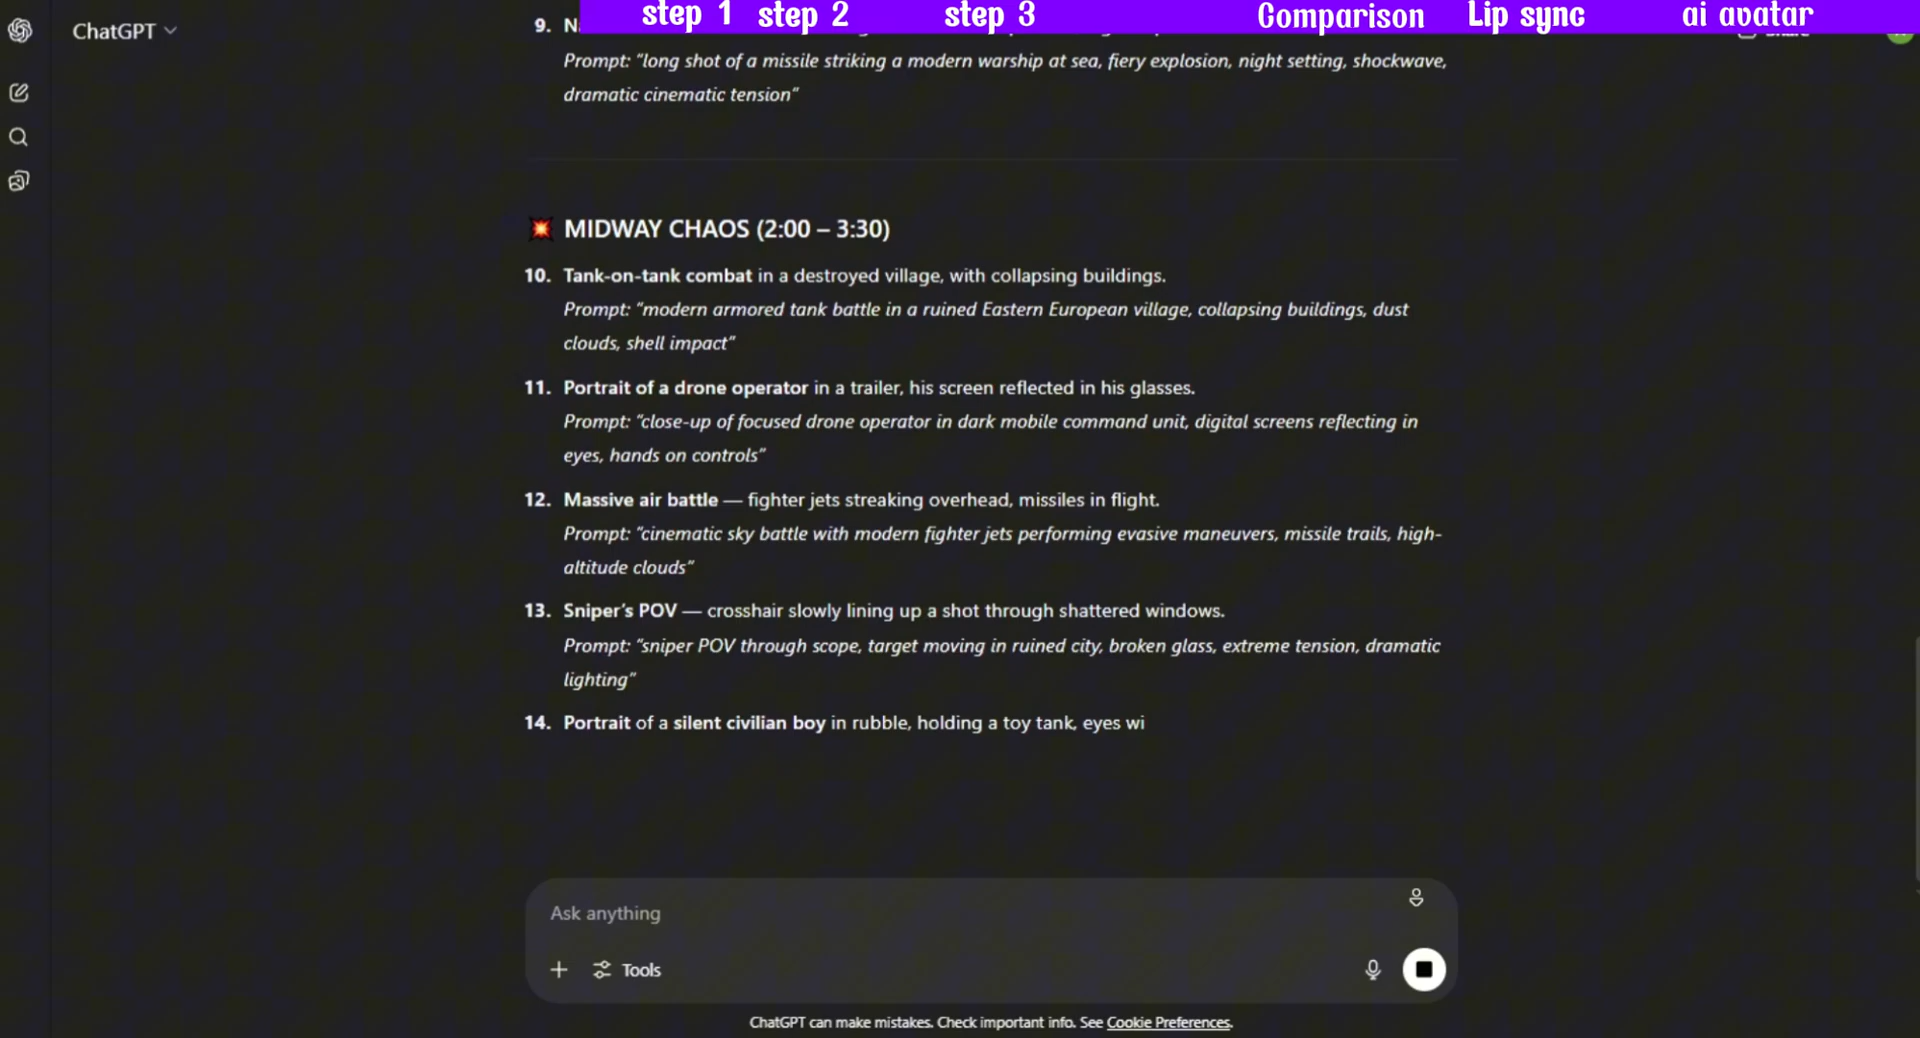 step 1 step 2 step 3 Comparison Lip sync ai avatar
ChatGPT
9.
Prompt: “long shot of a missile striking a modern warship at sea, fiery explosion, night setting, shockwave,
dramatic cinematic tension”
💥 MIDWAY CHAOS (2:00 – 3:30)
10. Tank-on-tank combat in a destroyed village, with collapsing buildings.
Prompt: “modern armored tank battle in a ruined Eastern European village, collapsing buildings, dust
clouds, shell impact”
11. Portrait of a drone operator in a trailer, his screen reflected in his glasses.
Prompt: “close-up of focused drone operator in dark mobile command unit, digital screens reflecting in
eyes, hands on controls”
12. Massive air battle — fighter jets streaking overhead, missiles in flight.
Prompt: “cinematic sky battle with modern fighter jets performing evasive maneuvers, missile trails, high-
altitude clouds”
13. Sniper’s POV — crosshair slowly lining up a shot through shattered windows.
Prompt: “sniper POV through scope, target moving in ruined city, broken glass, extreme tension, dramatic
lighting”
14. Portrait of a silent civilian boy in rubble, holding a toy tank, eyes wi
Ask anything
Tools
ChatGPT can make mistakes. Check important info. See Cookie Preferences.